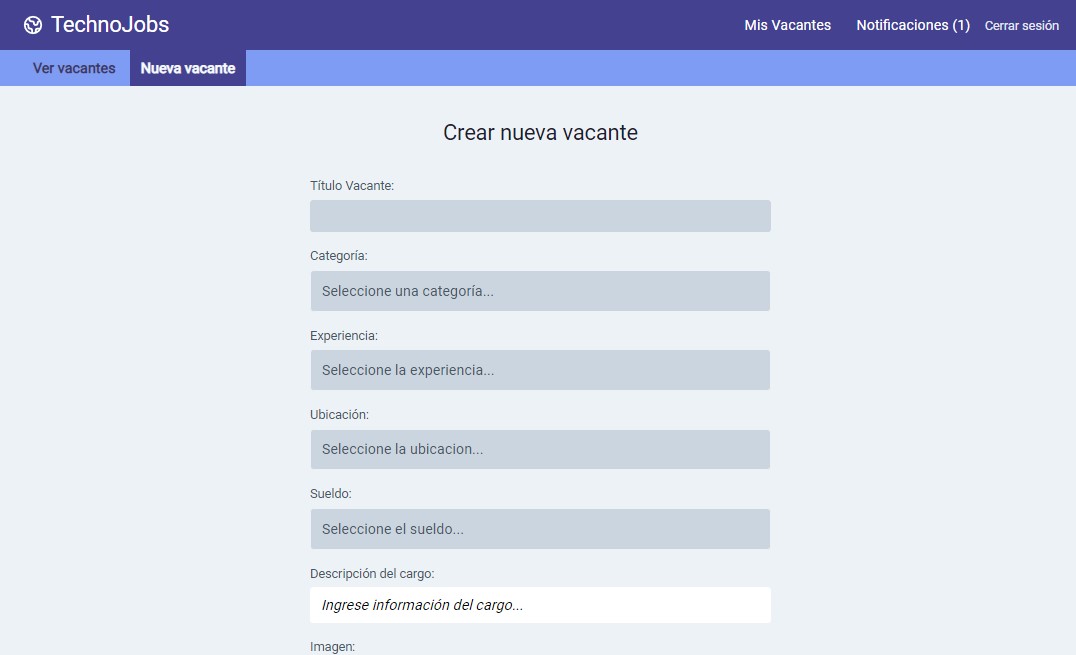 TechnoJobs
Mis Vacantes Notificaciones (1) Cerrar sesión
Ver vacantes Nueva vacante
Crear nueva vacante
Título Vacante:
Categoría:
Seleccione una categoría...
Experiencia:
Seleccione la experiencia...
Ubicación:
Seleccione la ubicacion...
Sueldo:
Seleccione el sueldo...
Descripción del cargo:
Ingrese información del cargo...
Imagen: